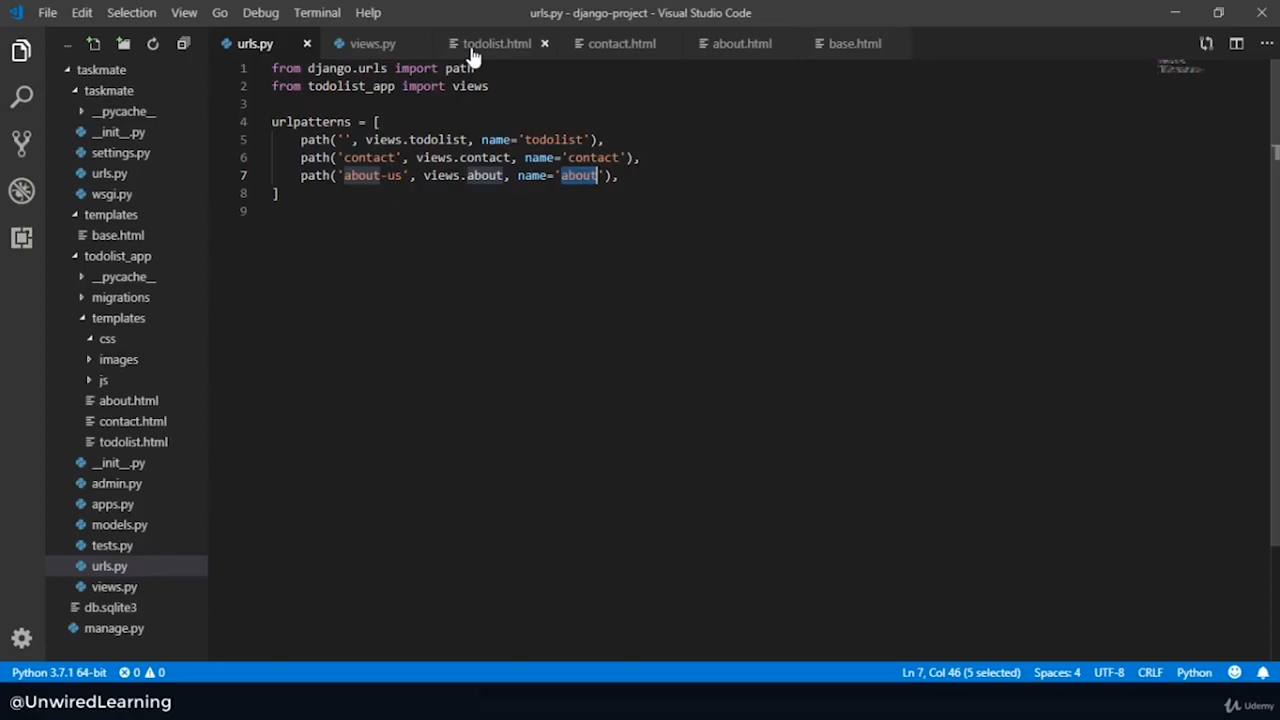 File Edit Selection View Go Debug Terminal Help urls.py - django-project - Visual Studio Code
urls.py views.py todolist.html contact.html about.html base.html
taskmate
taskmate
__pycache__
__init__.py
settings.py
urls.py
wsgi.py
templates
base.html
todolist_app
__pycache__
migrations
templates
css
images
js
about.html
contact.html
todolist.html
__init__.py
admin.py
apps.py
models.py
tests.py
urls.py
views.py
db.sqlite3
manage.py
1 from django.urls import path
2 from todolist_app import views
3
4 urlpatterns = [
5 path('', views.todolist, name='todolist'),
6 path('contact', views.contact, name='contact'),
7 path('about-us', views.about, name='about'),
8 ]
9
Python 3.7.1 64-bit 0 0 Ln 7, Col 46 (5 selected) Spaces: 4 UTF-8 CRLF Python
@UnwiredLearning
Udemy